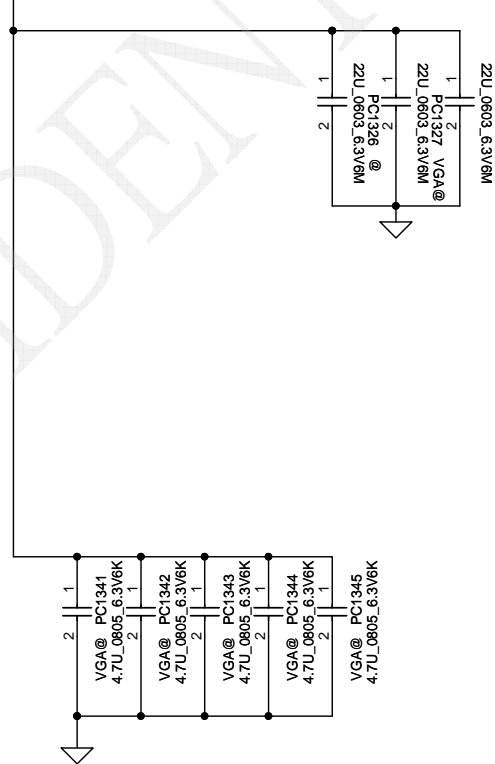 22U_0603_6.3V6M
1 2
PC1327 VGA@
22U_0603_6.3V6M
1 2
PC1326 @
22U_0603_6.3V6M
1 2
1 2
VGA@ PC1341
4.7U_0805_6.3V6K
1 2
VGA@ PC1342
4.7U_0805_6.3V6K
1 2
VGA@ PC1343
4.7U_0805_6.3V6K
1 2
VGA@ PC1344
4.7U_0805_6.3V6K
1 2
VGA@ PC1345
4.7U_0805_6.3V6K